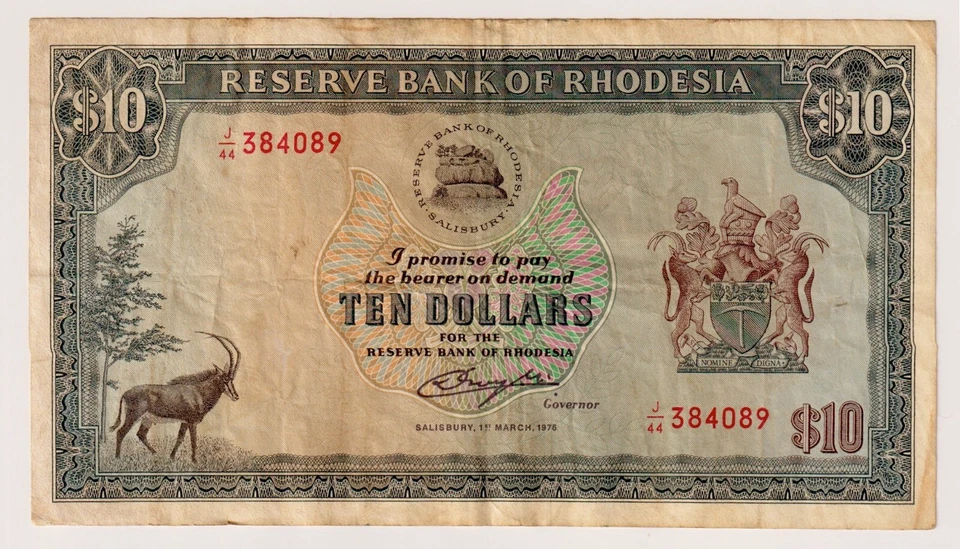 RESERVE BANK OF RHODESIA
$10
$10
J/44 384089
RESERVE BANK OF RHODESIA
· SALISBURY ·
I promise to pay
the bearer on demand
TEN DOLLARS
FOR THE
RESERVE BANK OF RHODESIA
Governor
SALISBURY, 1ST MARCH, 1976
SIT NOMINE DIGNA
J/44 384089
$10